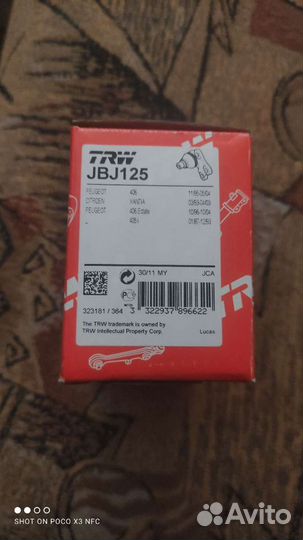 TRW
JBJ125
PEUGEOT 406
CITROEN XANTIA
PEUGEOT 406 Estate
30/11 MY JCA
323181 / 364 3 322937 896622
The TRW trademark is owned by
TRW Intellectual Property Corp. Lucas
TRW
SHOT ON POCO X3 NFC
Avito